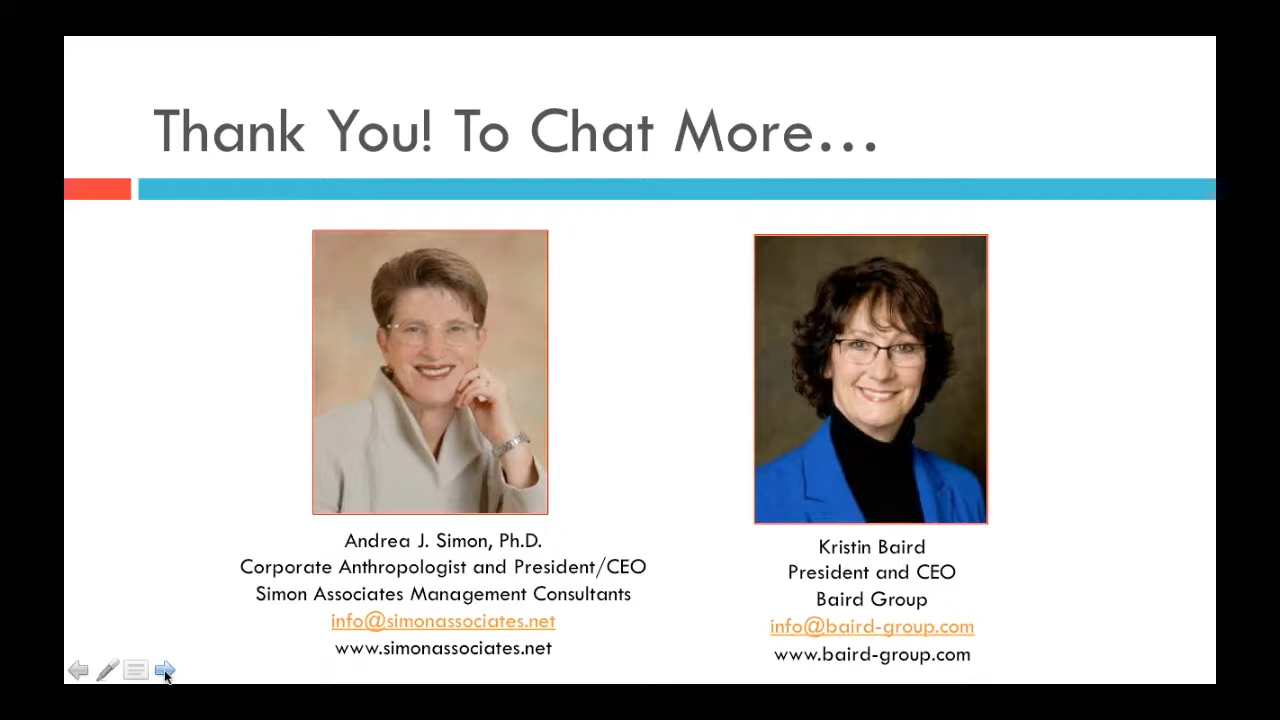 Thank You! To Chat More...
Andrea J. Simon, Ph.D.
Corporate Anthropologist and President/CEO
Simon Associates Management Consultants
info@simonassociates.net
www.simonassociates.net
Kristin Baird
President and CEO
Baird Group
info@baird-group.com
www.baird-group.com